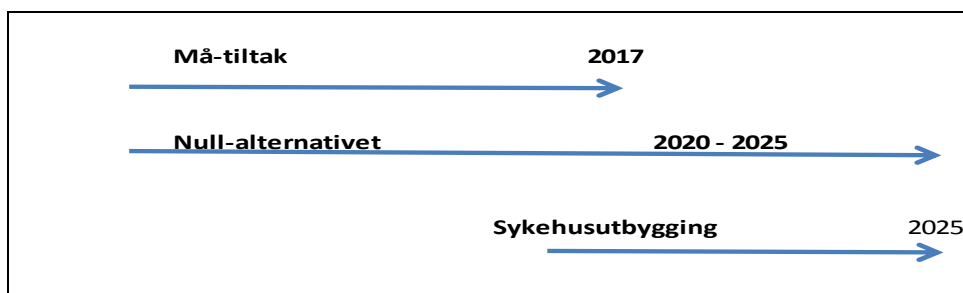 Må-tiltak 2017
Null-alternativet 2020 - 2025
Sykehusutbygging 2025